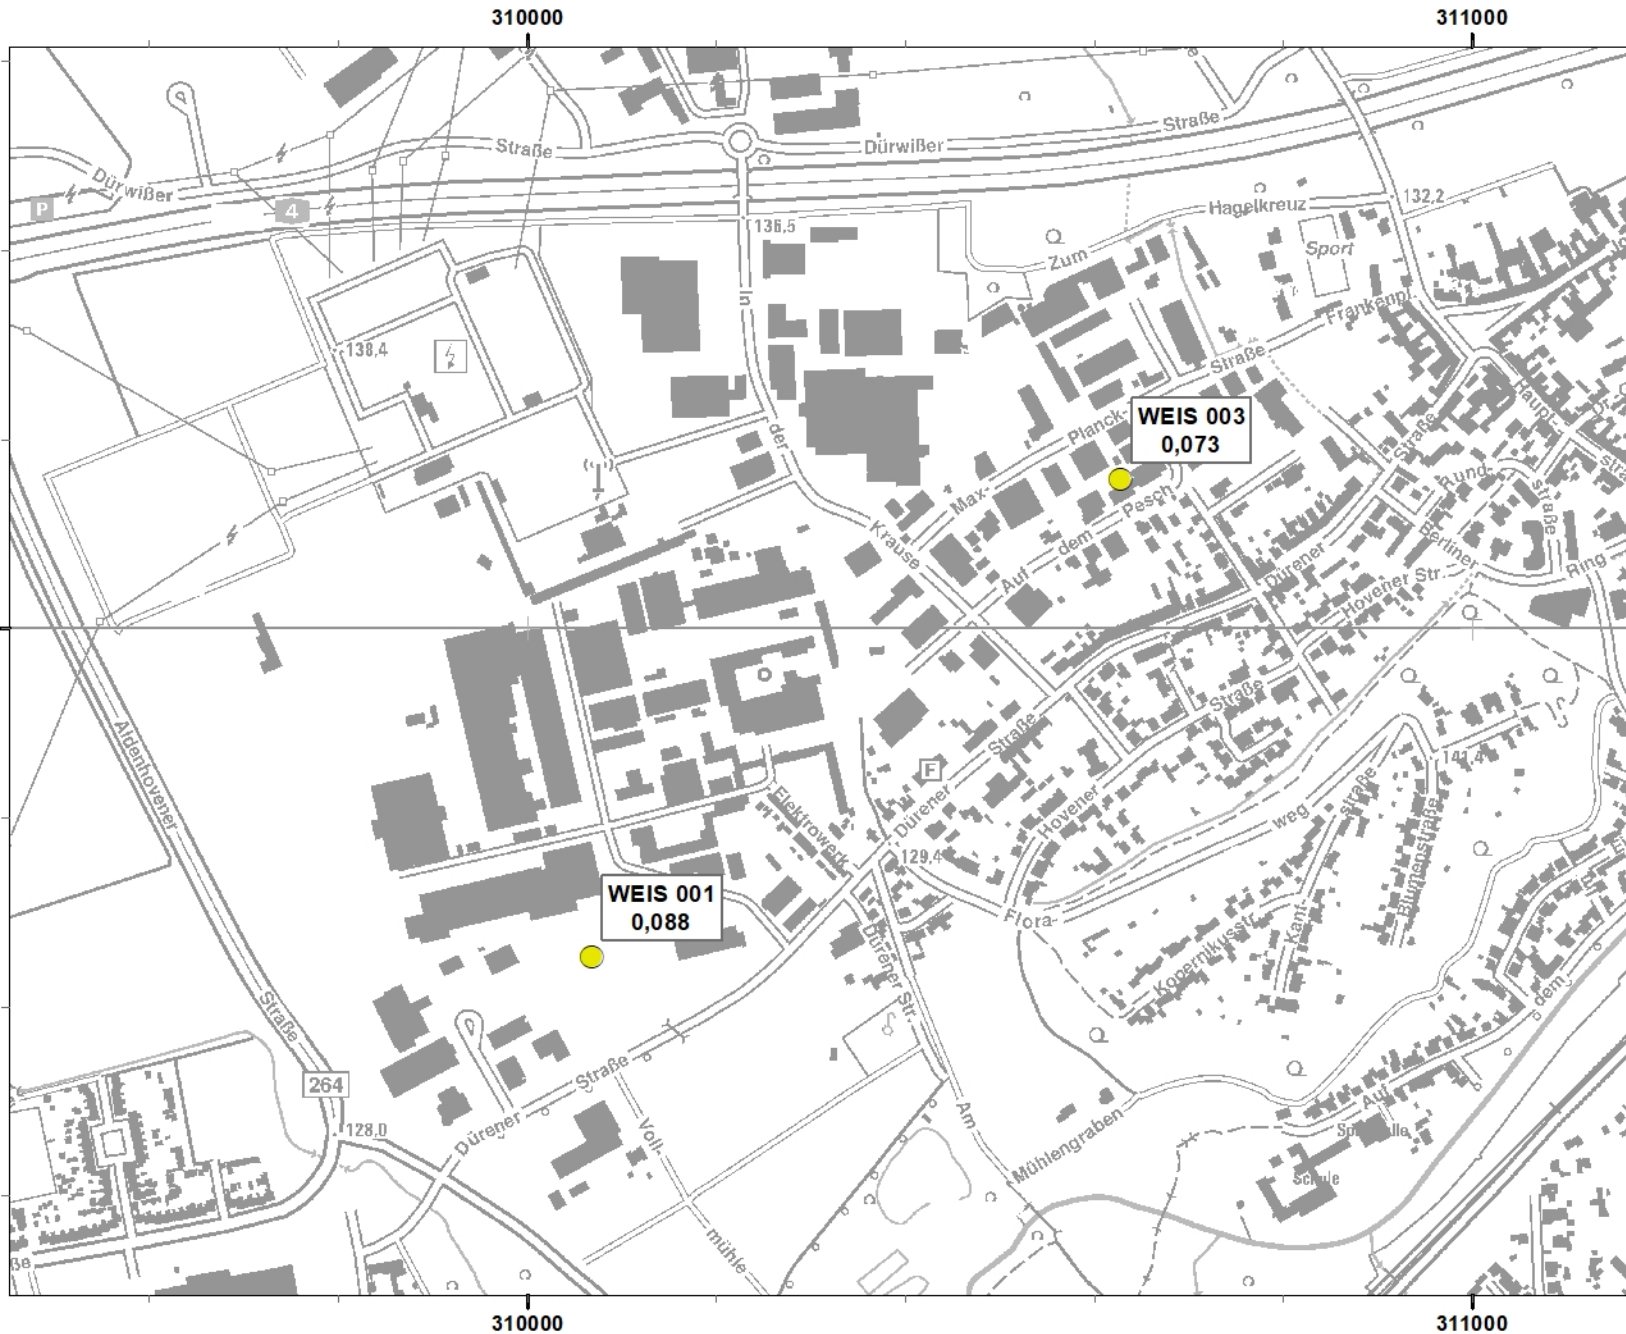 310000
311000
Straße
Dürwißer
Straße
Dürwißer
P
4
132,2
Hagelkreuz
136,5
Sport
Zum
In
Frankenpl.
138,4
Straße
WEIS 003
0,073
Haupt
Planck-
Straße
der
Max-
Pesch
Rund-
straße
Krause
dem
Berliner
Auf
Dürener
Hovener Str.
Ring
Straße
Straße
Aldenhovener
F
141,4
Elektrowerk
Dürener
Hovener
weg
straße
Blumenstraße
129,4
WEIS 001
0,088
Flora-
Kant-
Dürener Str.
Kopernikusstr.
dem
Straße
264
Straße
Auf
128,0
Dürener
Voll-
Am
Mühlengraben
Schule
mühle
ße
310000
311000